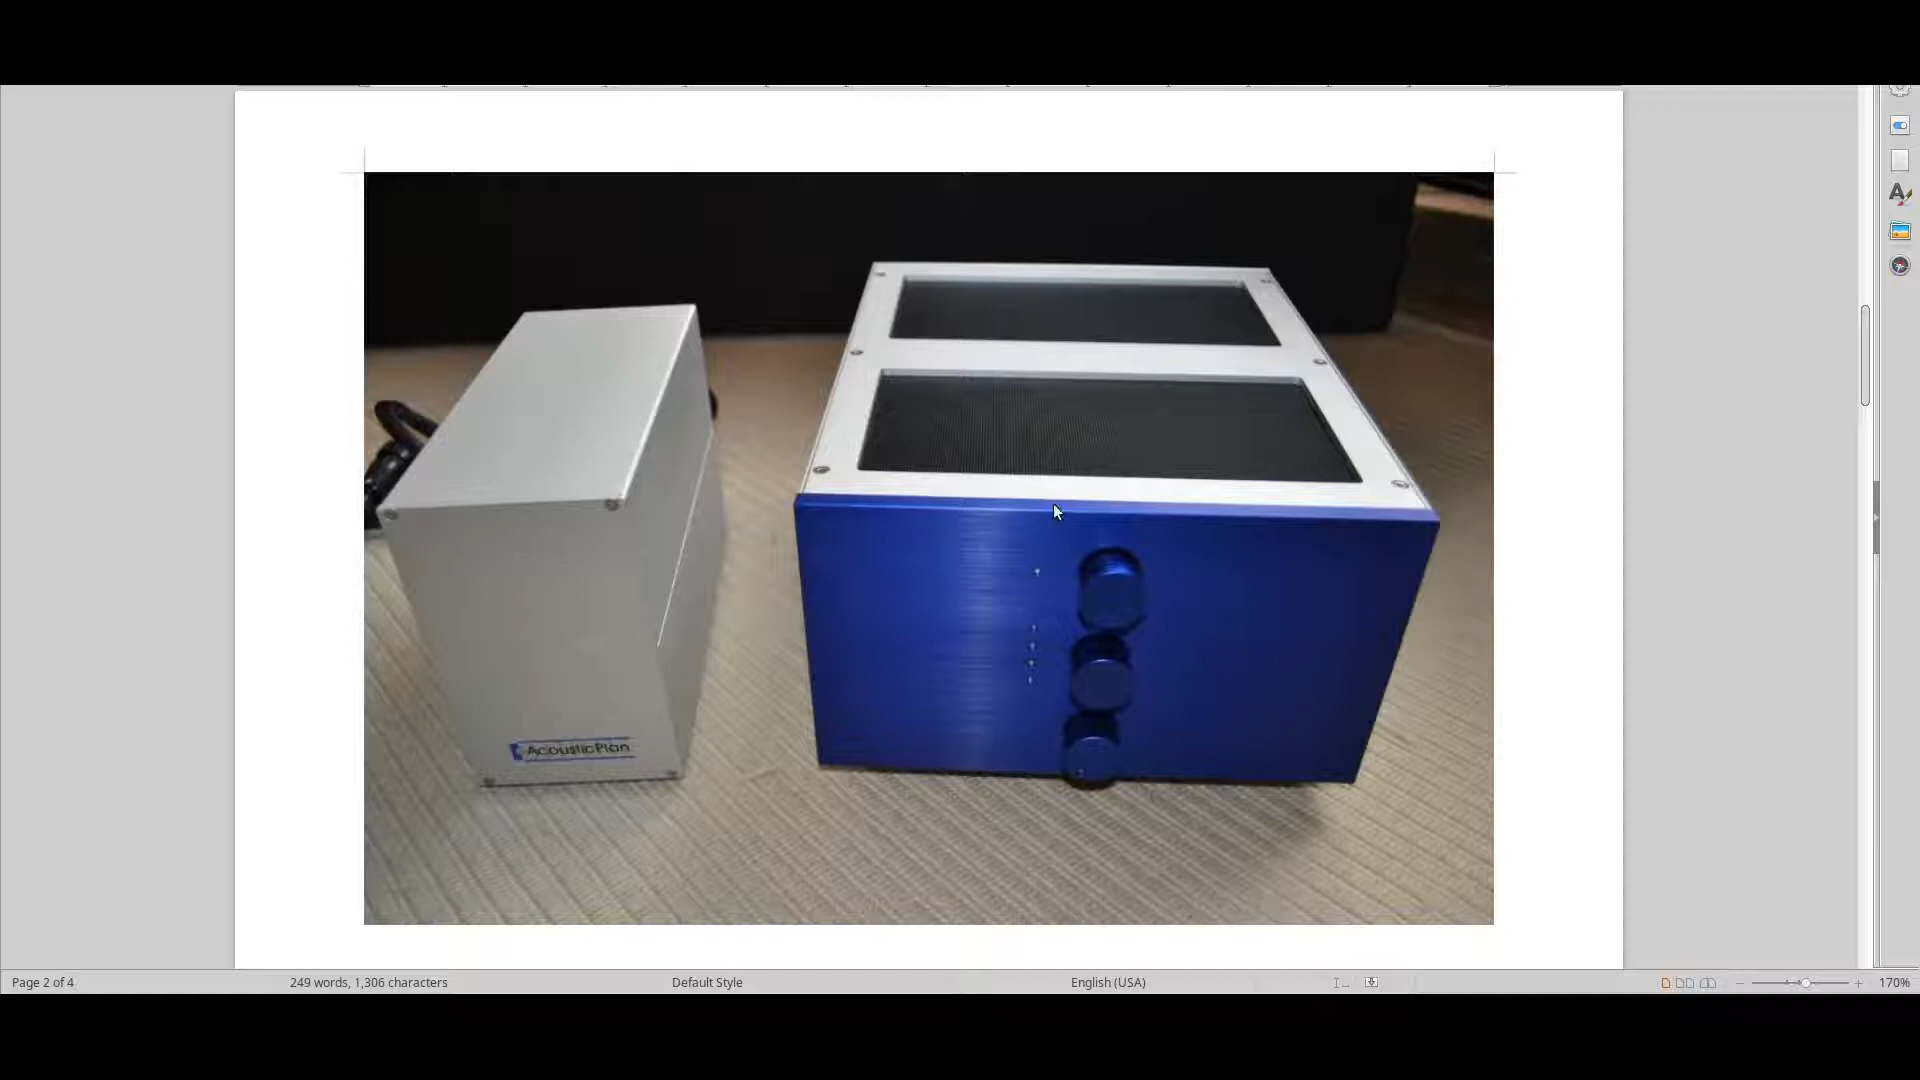 AcousticPlan
Page 2 of 4
249 words, 1,306 characters
Default Style
English (USA)
170%